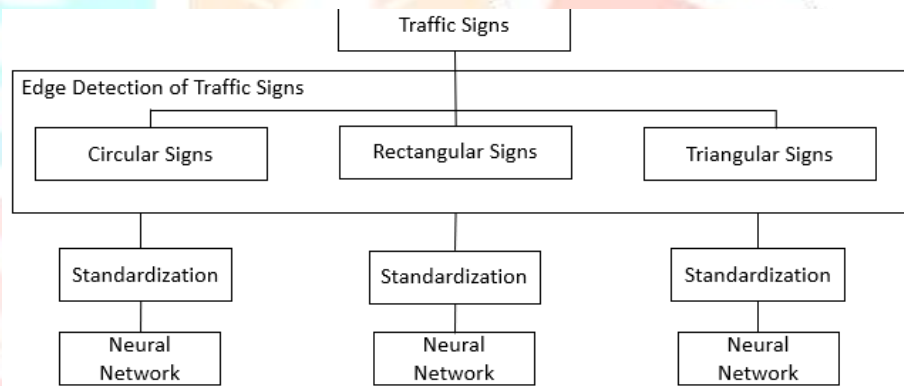 Traffic Signs
Edge Detection of Traffic Signs
Circular Signs
Rectangular Signs
Triangular Signs
Standardization
Standardization
Standardization
Neural
Network
Neural
Network
Neural
Network